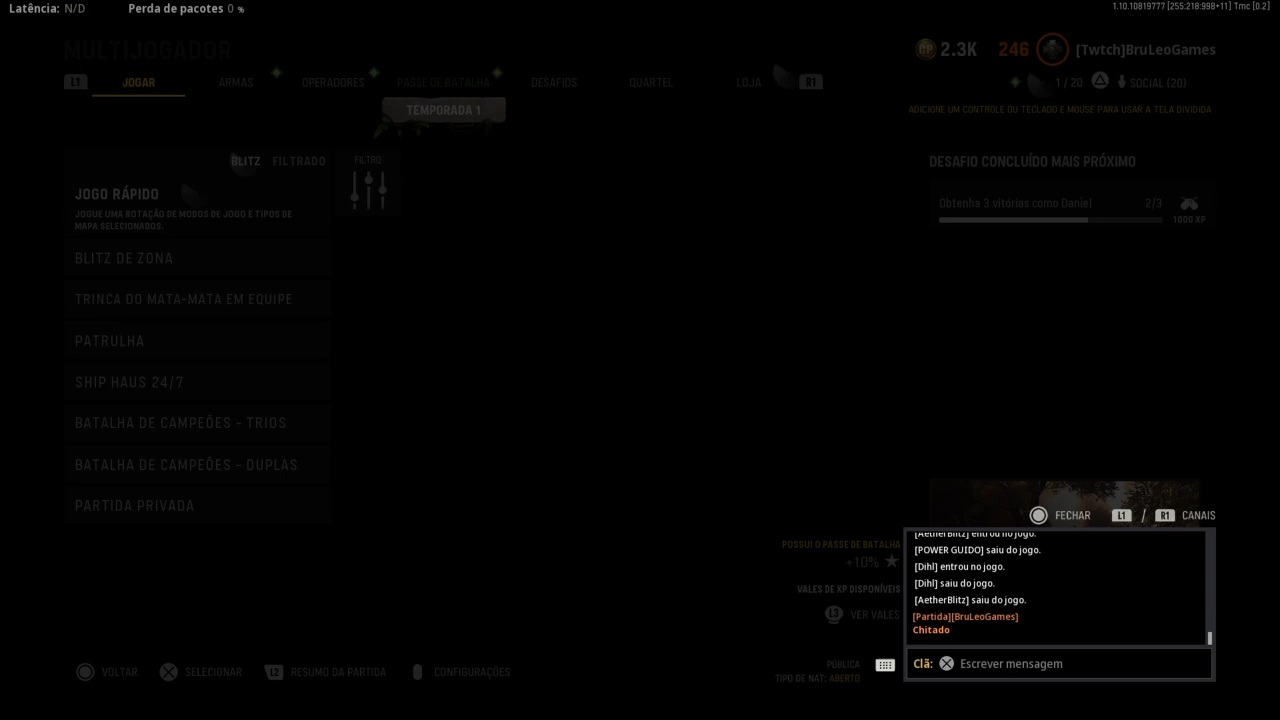 Latência: N/D Perda de pacotes 0 %
1.10.10819777 [255:218:998+11] Tmc [0.2]
MULTIJOGADOR
CP 2.3K 246 [Twtch]BruLeoGames
L1 JOGAR ARMAS OPERADORES PASSE DE BATALHA DESAFIOS QUARTEL LOJA R1
1 / 20 SOCIAL (20)
TEMPORADA 1
ADICIONE UM CONTROLE OU TECLADO E MOUSE PARA USAR A TELA DIVIDIDA
BLITZ FILTRADO
FILTRO
JOGO RÁPIDO
JOGUE UMA ROTAÇÃO DE MODOS DE JOGO E TIPOS DE
MAPA SELECIONADOS.
BLITZ DE ZONA
TRINCA DO MATA-MATA EM EQUIPE
PATRULHA
SHIP HAUS 24/7
BATALHA DE CAMPEÕES - TRIOS
BATALHA DE CAMPEÕES - DUPLAS
PARTIDA PRIVADA
DESAFIO CONCLUÍDO MAIS PRÓXIMO
Obtenha 3 vitórias como Daniel 2/3
1000 XP
FECHAR L1 / R1 CANAIS
POSSUI O PASSE DE BATALHA
+10%
VALES DE XP DISPONÍVEIS
L3 VER VALES
[AetherBlitz] entrou no jogo.
[POWER GUIDO] saiu do jogo.
[Dihl] entrou no jogo.
[Dihl] saiu do jogo.
[AetherBlitz] saiu do jogo.
[Partida][BruLeoGames]
Chitado
Clã: Escrever mensagem
VOLTAR SELECIONAR L2 RESUMO DA PARTIDA CONFIGURAÇÕES
PÚBLICA
TIPO DE NAT: ABERTO